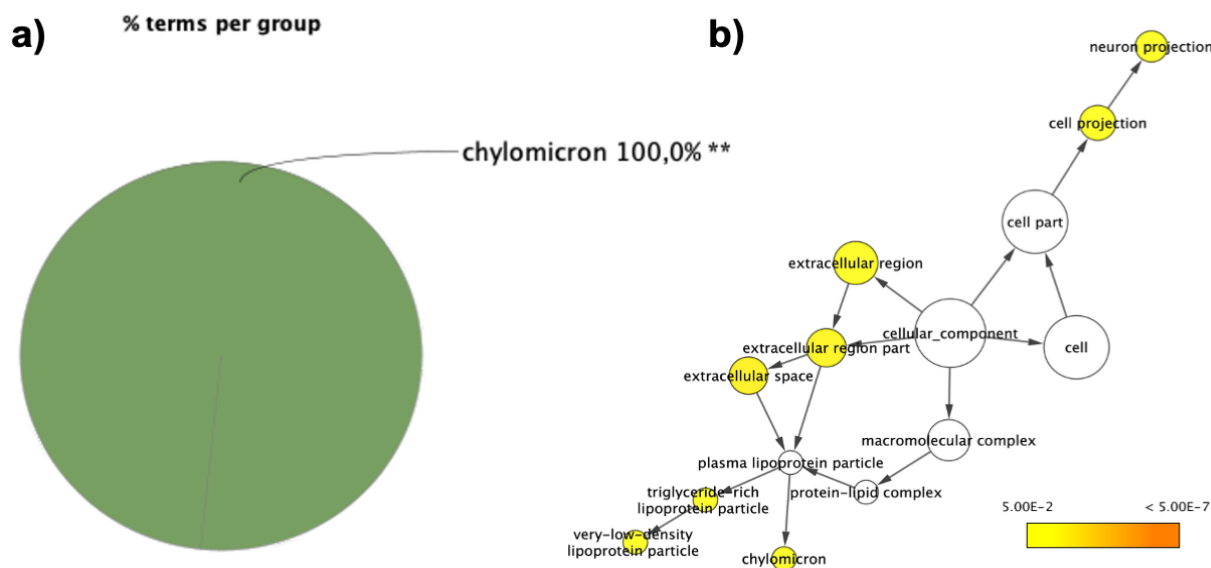 a)
% terms per group
chylomicron 100,0% **
b)
neuron projection
cell projection
cell part
extracellular region
cellular_component
extracellular region part
cell
extracellular space
macromolecular complex
plasma lipoprotein particle
triglyceride-rich
lipoprotein particle
protein-lipid complex
very-low-density
lipoprotein particle
chylomicron
5.00E-2
< 5.00E-7